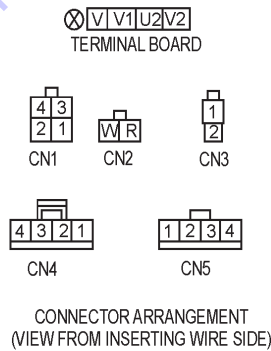 V V1 U2 V2
TERMINAL BOARD
4 3
2 1
W R
1
2
CN1 CN2 CN3
4 3 2 1
1 2 3 4
CN4 CN5
CONNECTOR ARRANGEMENT
(VIEW FROM INSERTING WIRE SIDE)